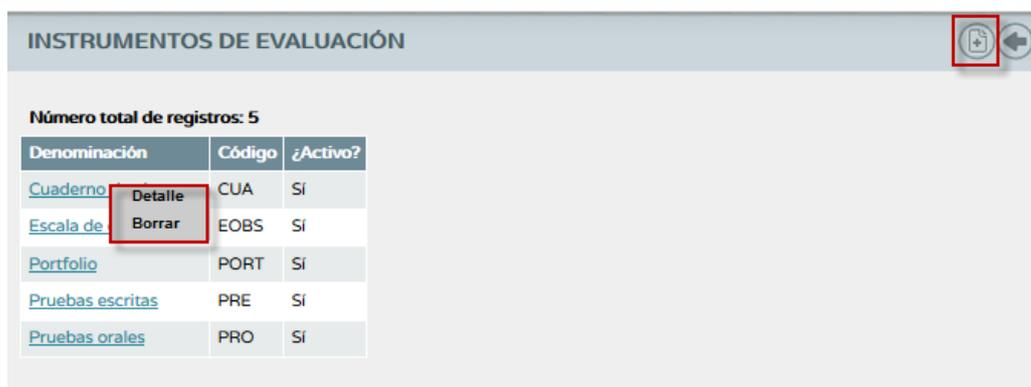 INSTRUMENTOS DE EVALUACIÓN
Número total de registros: 5
Denominación Código ¿Activo?
Cuaderno CUA Sí
Detalle
Escala de EOBS Sí
Borrar
Portfolio PORT Sí
Pruebas escritas PRE Sí
Pruebas orales PRO Sí